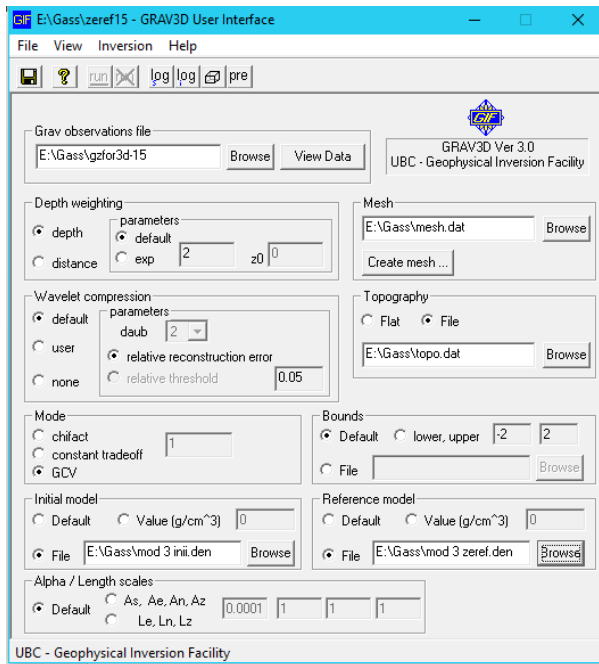 GIF E:\Gass\zeref15 - GRAV3D User Interface
File View Inversion Help
? run log log pre
Grav observations file
E:\Gass\gzfor3d-15 Browse View Data
GIF
GRAV3D Ver 3.0
UBC - Geophysical Inversion Facility
Depth weighting
depth
distance
parameters
default
exp 2 z0 0
Mesh
E:\Gass\mesh.dat Browse
Create mesh ...
Wavelet compression
default
user
none
parameters
daub 2
relative reconstruction error
relative threshold 0.05
Topography
Flat File
E:\Gass\topo.dat Browse
Mode
chifact
constant tradeoff
GCV
1
Bounds
Default lower, upper -2 2
File Browse
Initial model
Default Value (g/cm^3) 0
File E:\Gass\mod 3 inii.den Browse
Reference model
Default Value (g/cm^3) 0
File E:\Gass\mod 3 zeref.den Browse
Alpha / Length scales
Default As, Ae, An, Az 0.0001 1 1 1
Le, Ln, Lz
UBC - Geophysical Inversion Facility